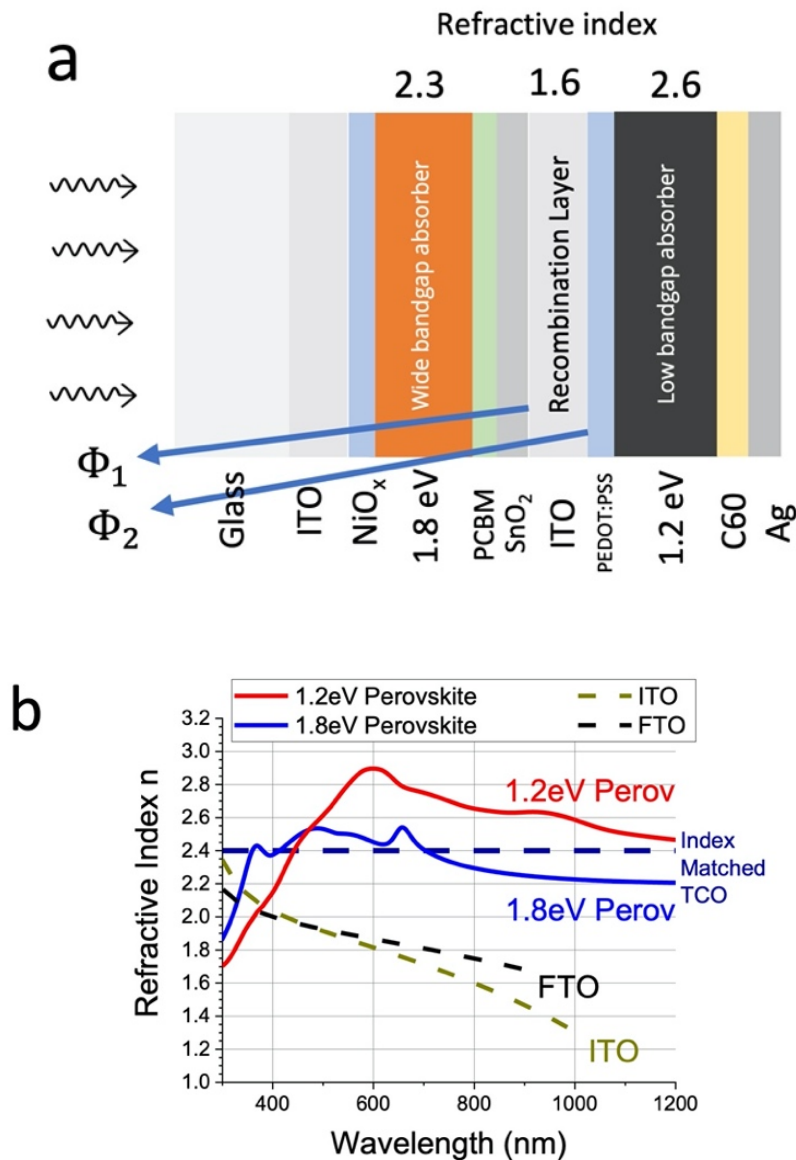 Refractive index
a
2.3
1.6
2.6
Wide bandgap absorber
Recombination Layer
Low bandgap absorber
Φ₁
Φ₂
Glass
ITO
NiOₓ
1.8 eV
PCBM
SnO₂
ITO
PEDOT:PSS
1.2 eV
C60
Ag
b
1.2eV Perovskite
ITO
1.8eV Perovskite
FTO
3.2
3.0
2.8
2.6
2.4
2.2
2.0
1.8
1.6
1.4
1.2
1.0
Refractive Index n
1.2eV Perov
Index
Matched
TCO
1.8eV Perov
FTO
ITO
400
600
800
1000
1200
Wavelength (nm)